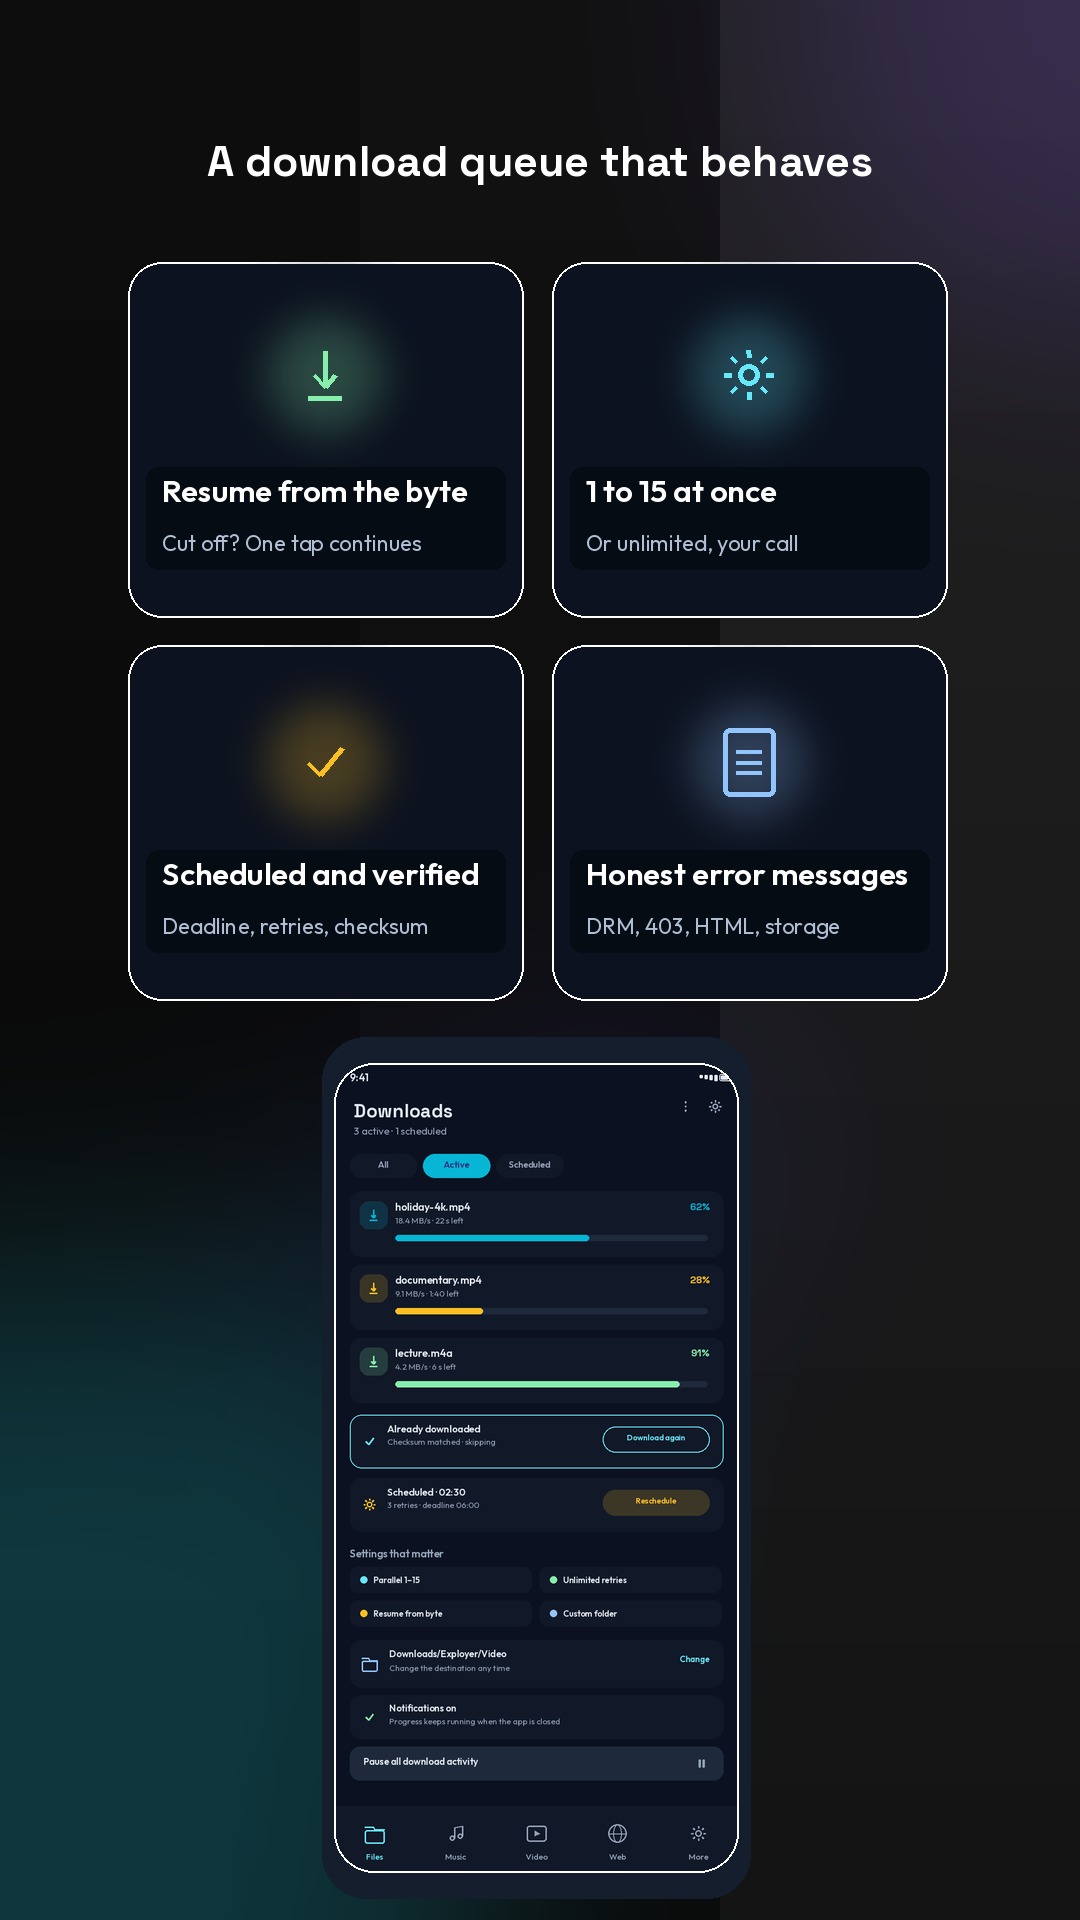 A download queue that behaves
Resume from the byte
Cut off? One tap continues
1 to 15 at once
Or unlimited, your call
Scheduled and verified
Deadline, retries, checksum
Honest error messages
DRM, 403, HTML, storage
9:41
Downloads
3 active · 1 scheduled
All
Active
Scheduled
holiday-4k.mp4
62%
18.4 MB/s · 22 s left
documentary.mp4
28%
9.1 MB/s · 1:40 left
lecture.m4a
91%
4.2 MB/s · 6 s left
Already downloaded
Checksum matched · skipping
Download again
Scheduled · 02:30
3 retries · deadline 06:00
Reschedule
Settings that matter
Parallel 1–15
Unlimited retries
Resume from byte
Custom folder
Downloads/Exployer/Video
Change the destination any time
Change
Notifications on
Progress keeps running when the app is closed
Pause all download activity
Files
Music
Video
Web
More